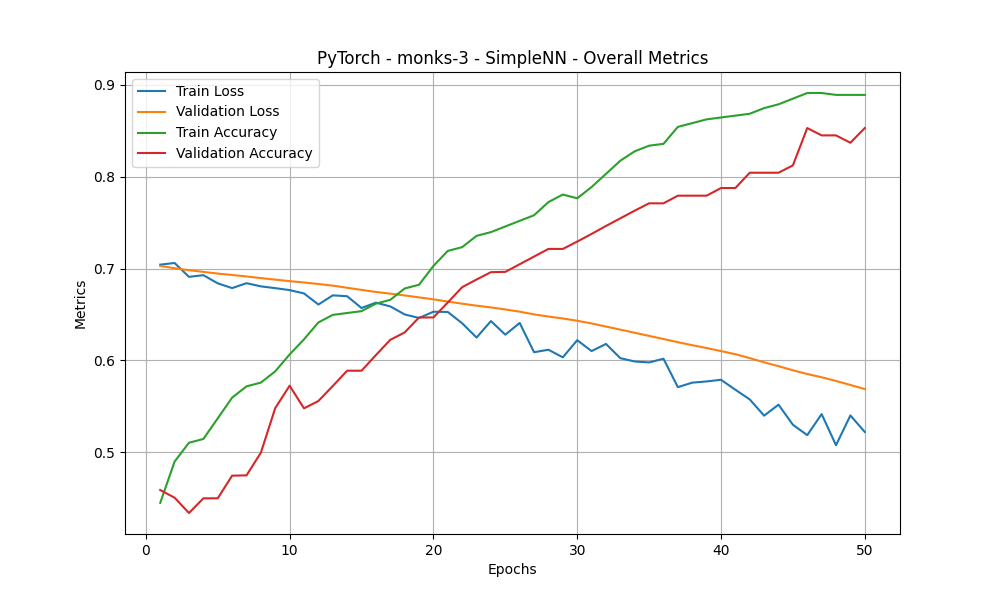 PyTorch - monks-3 - SimpleNN - Overall Metrics
Train Loss
Validation Loss
Train Accuracy
Validation Accuracy
0.9
0.8
0.7
0.6
0.5
Metrics
0
10
20
30
40
50
Epochs